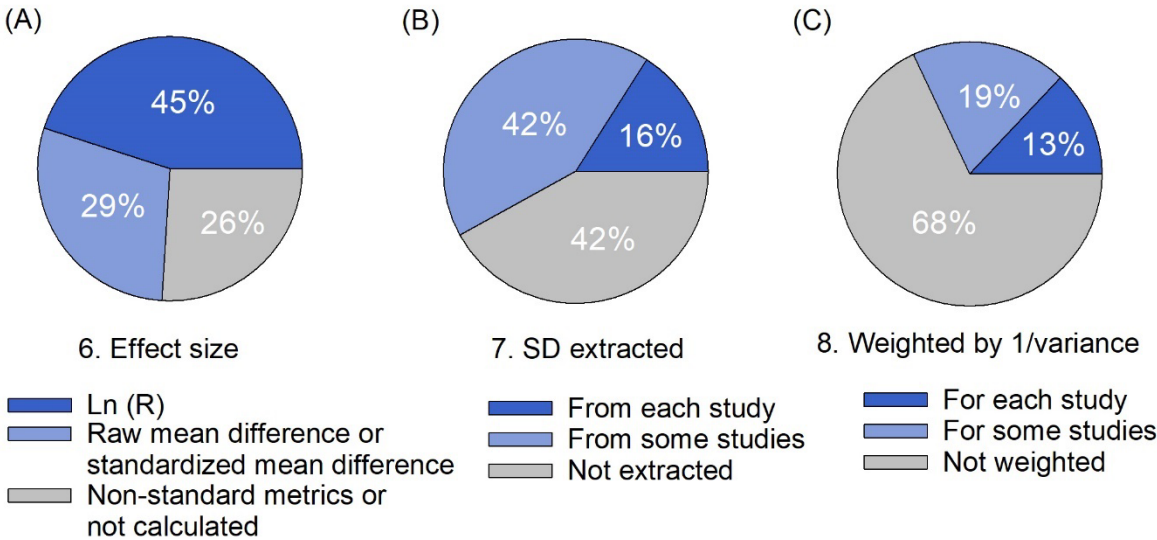 (A)
45%
29%
26%
6. Effect size
Ln (R)
Raw mean difference or
standardized mean difference
Non-standard metrics or
not calculated
(B)
42%
16%
42%
7. SD extracted
From each study
From some studies
Not extracted
(C)
19%
13%
68%
8. Weighted by 1/variance
For each study
For some studies
Not weighted